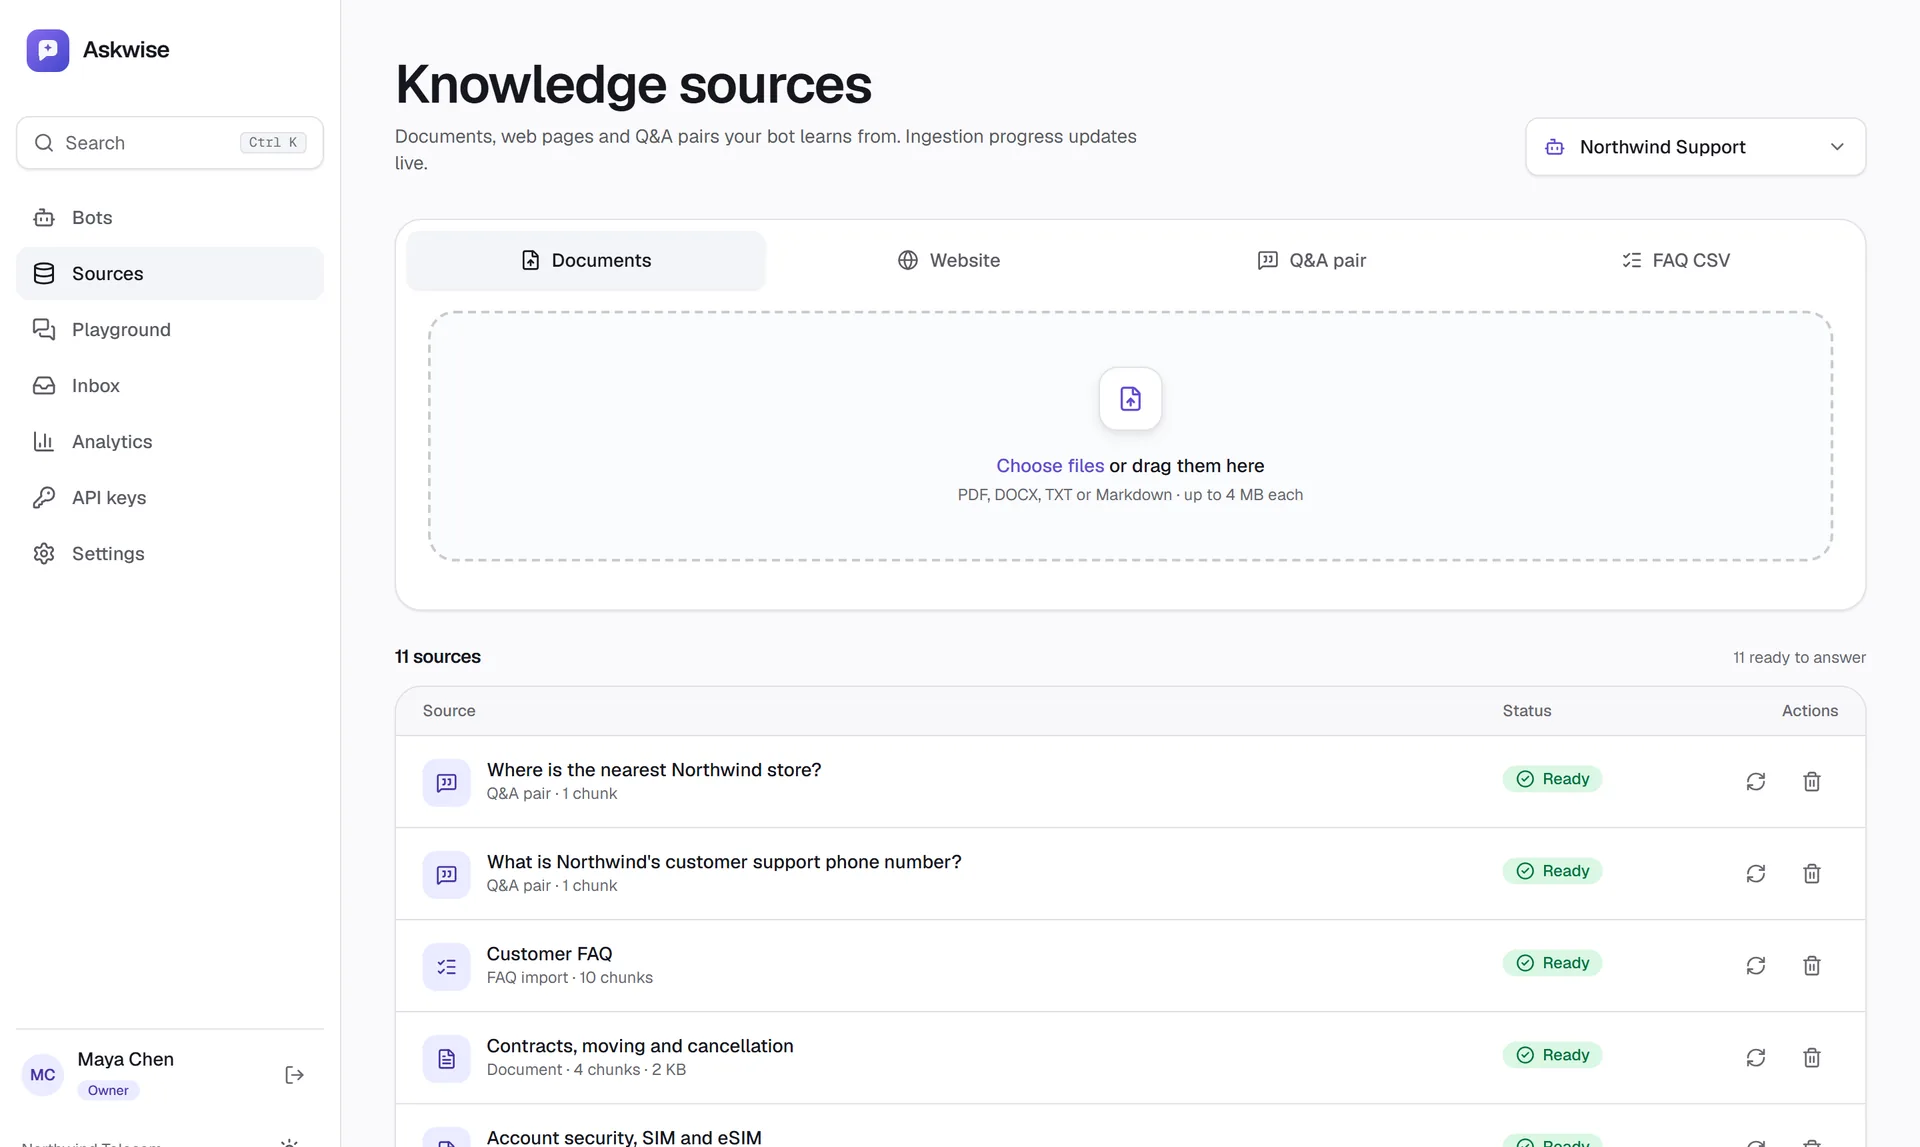 Askwise
Search
Ctrl K
Bots
Sources
Playground
Inbox
Analytics
API keys
Settings
Maya Chen
MC
Owner
Northwind Telecom
Knowledge sources
Documents, web pages and Q&A pairs your bot learns from. Ingestion progress updates
live.
Northwind Support
Documents
Website
Q&A pair
FAQ CSV
Choose files or drag them here
PDF, DOCX, TXT or Markdown · up to 4 MB each
11 sources
11 ready to answer
Source
Status
Actions
Where is the nearest Northwind store?
Q&A pair · 1 chunk
Ready
What is Northwind's customer support phone number?
Q&A pair · 1 chunk
Ready
Customer FAQ
FAQ import · 10 chunks
Ready
Contracts, moving and cancellation
Document · 4 chunks · 2 KB
Ready
Account security, SIM and eSIM
Ready